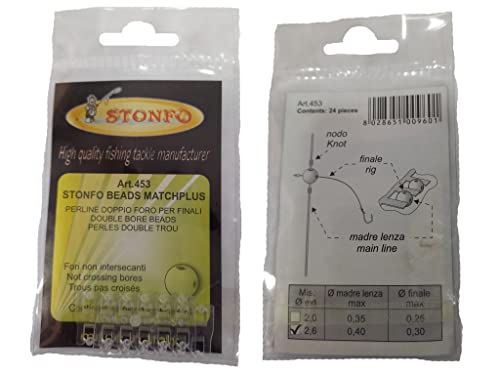 STONFO
High quality fishing tackle manufacturer
Art.453
STONFO BEADS MATCHPLUS
PERLINE DOPPIO FORO PER FINALI
DOUBLE BORE BEADS
PERLES DOUBLE TROU
Fori non intersecanti
Not crossing bores
Trous pas croisés
Art.453
Contents: 24 pieces
8 028651 009601
nodo
Knot
finale
rig
madre lenza
main line
Mis. Ø madre lenza Ø finale
Ø est. max max
2.0 0,35 0,25
✓ 2.6 0,40 0,30